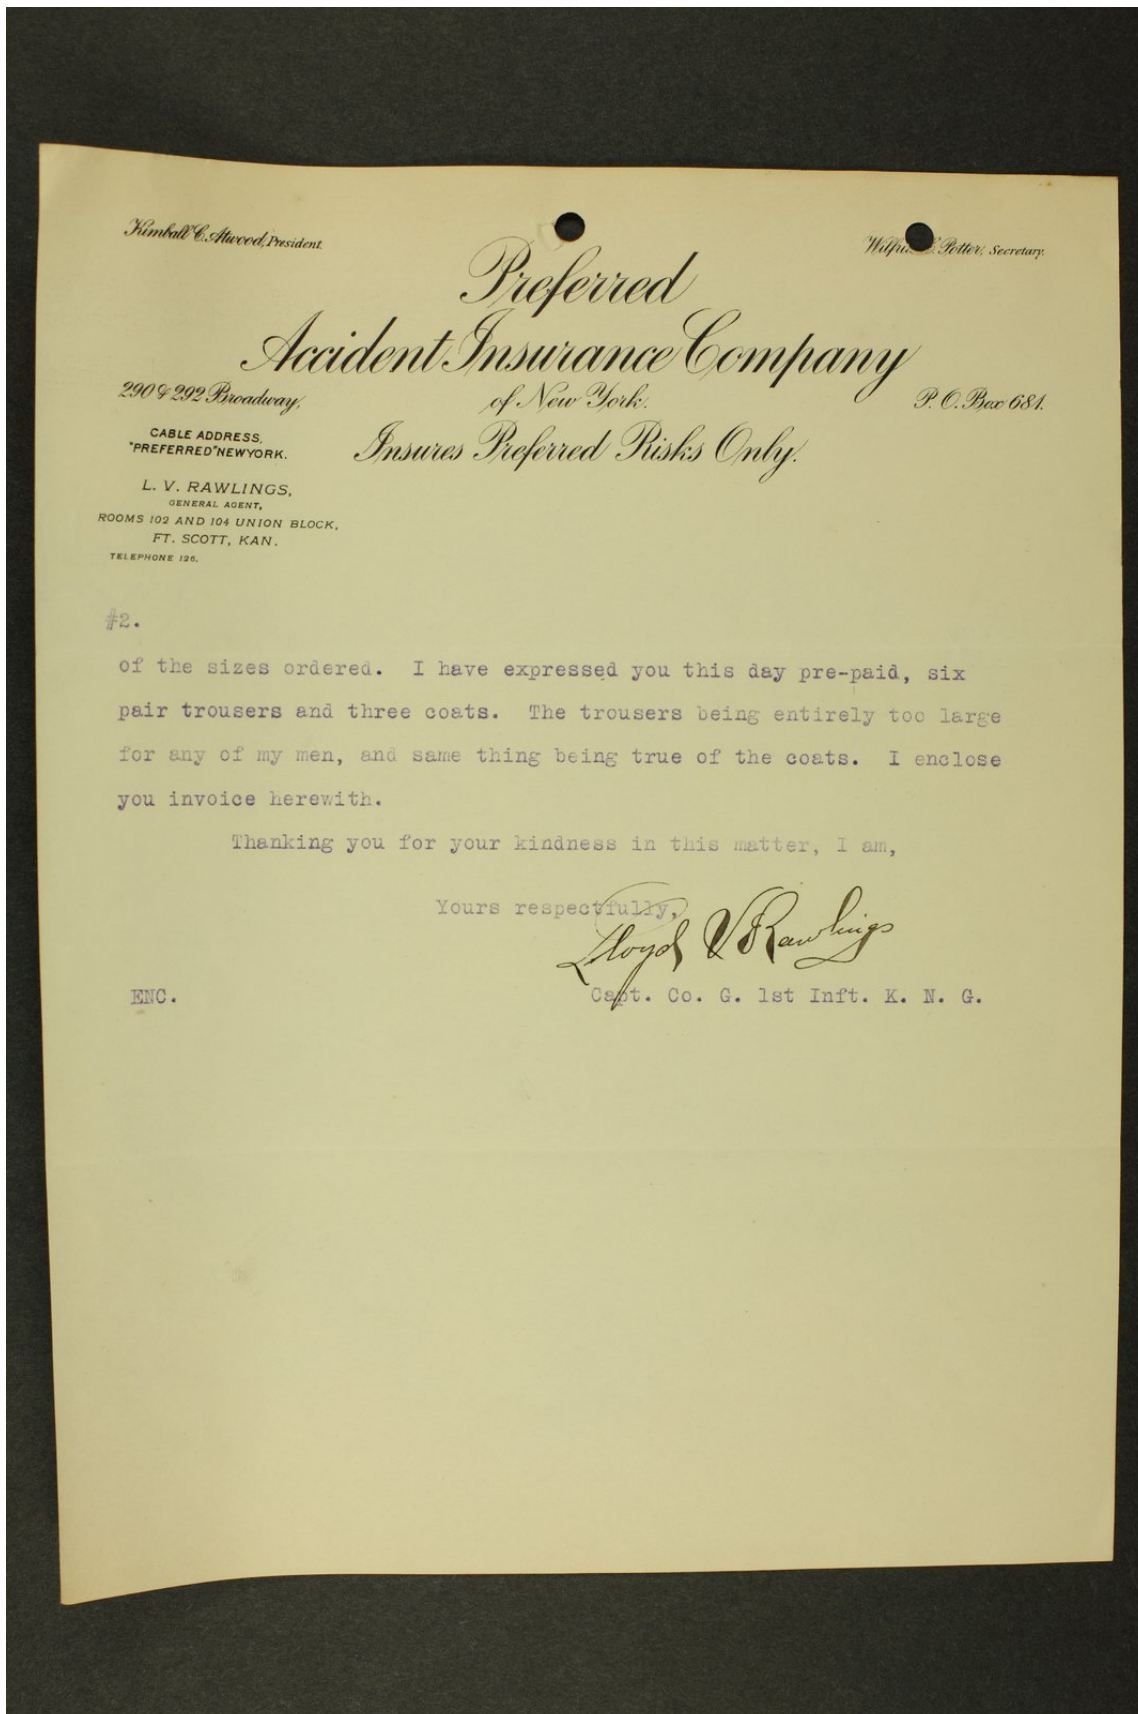 Kimball C. Atwood, President.
Potter, Secretary.
Preferred
Accident Insurance Company
290 & 292 Broadway,
of New York.
P. O. Box 681.
CABLE ADDRESS,
"PREFERRED" NEW YORK.
Insures Preferred Risks Only.
L. V. RAWLINGS,
GENERAL AGENT,
ROOMS 102 AND 104 UNION BLOCK,
FT. SCOTT, KAN.
TELEPHONE 126.
#2.
of the sizes ordered. I have expressed you this day pre-paid, six
pair trousers and three coats. The trousers being entirely too large
for any of my men, and same thing being true of the coats. I enclose
you invoice herewith.
Thanking you for your kindness in this matter, I am,
Yours respectfully,
Lloyd V Rawlings
ENC.
Capt. Co. G. 1st Inft. K. N. G.